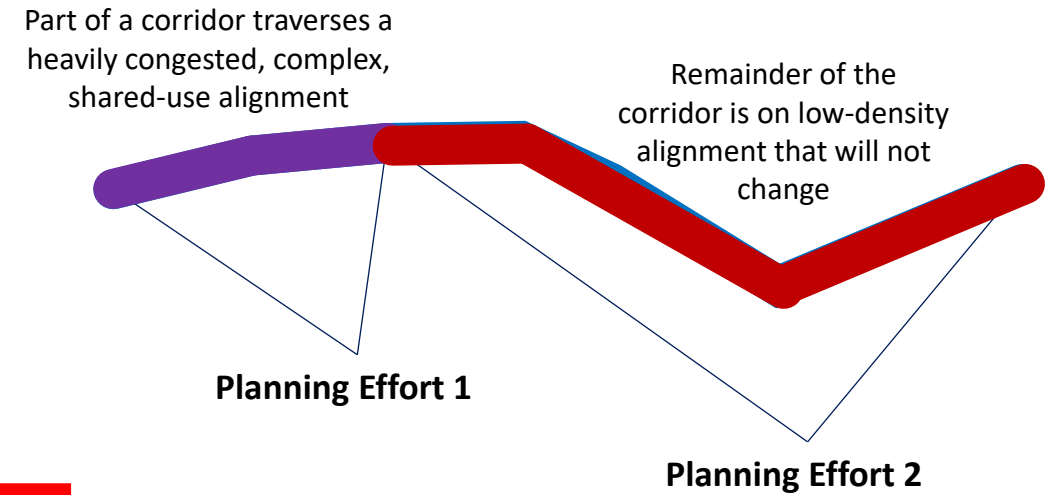 Part of a corridor traverses a
heavily congested, complex,
shared-use alignment
Remainder of the
corridor is on low-density
alignment that will not
change
Planning Effort 1
Planning Effort 2